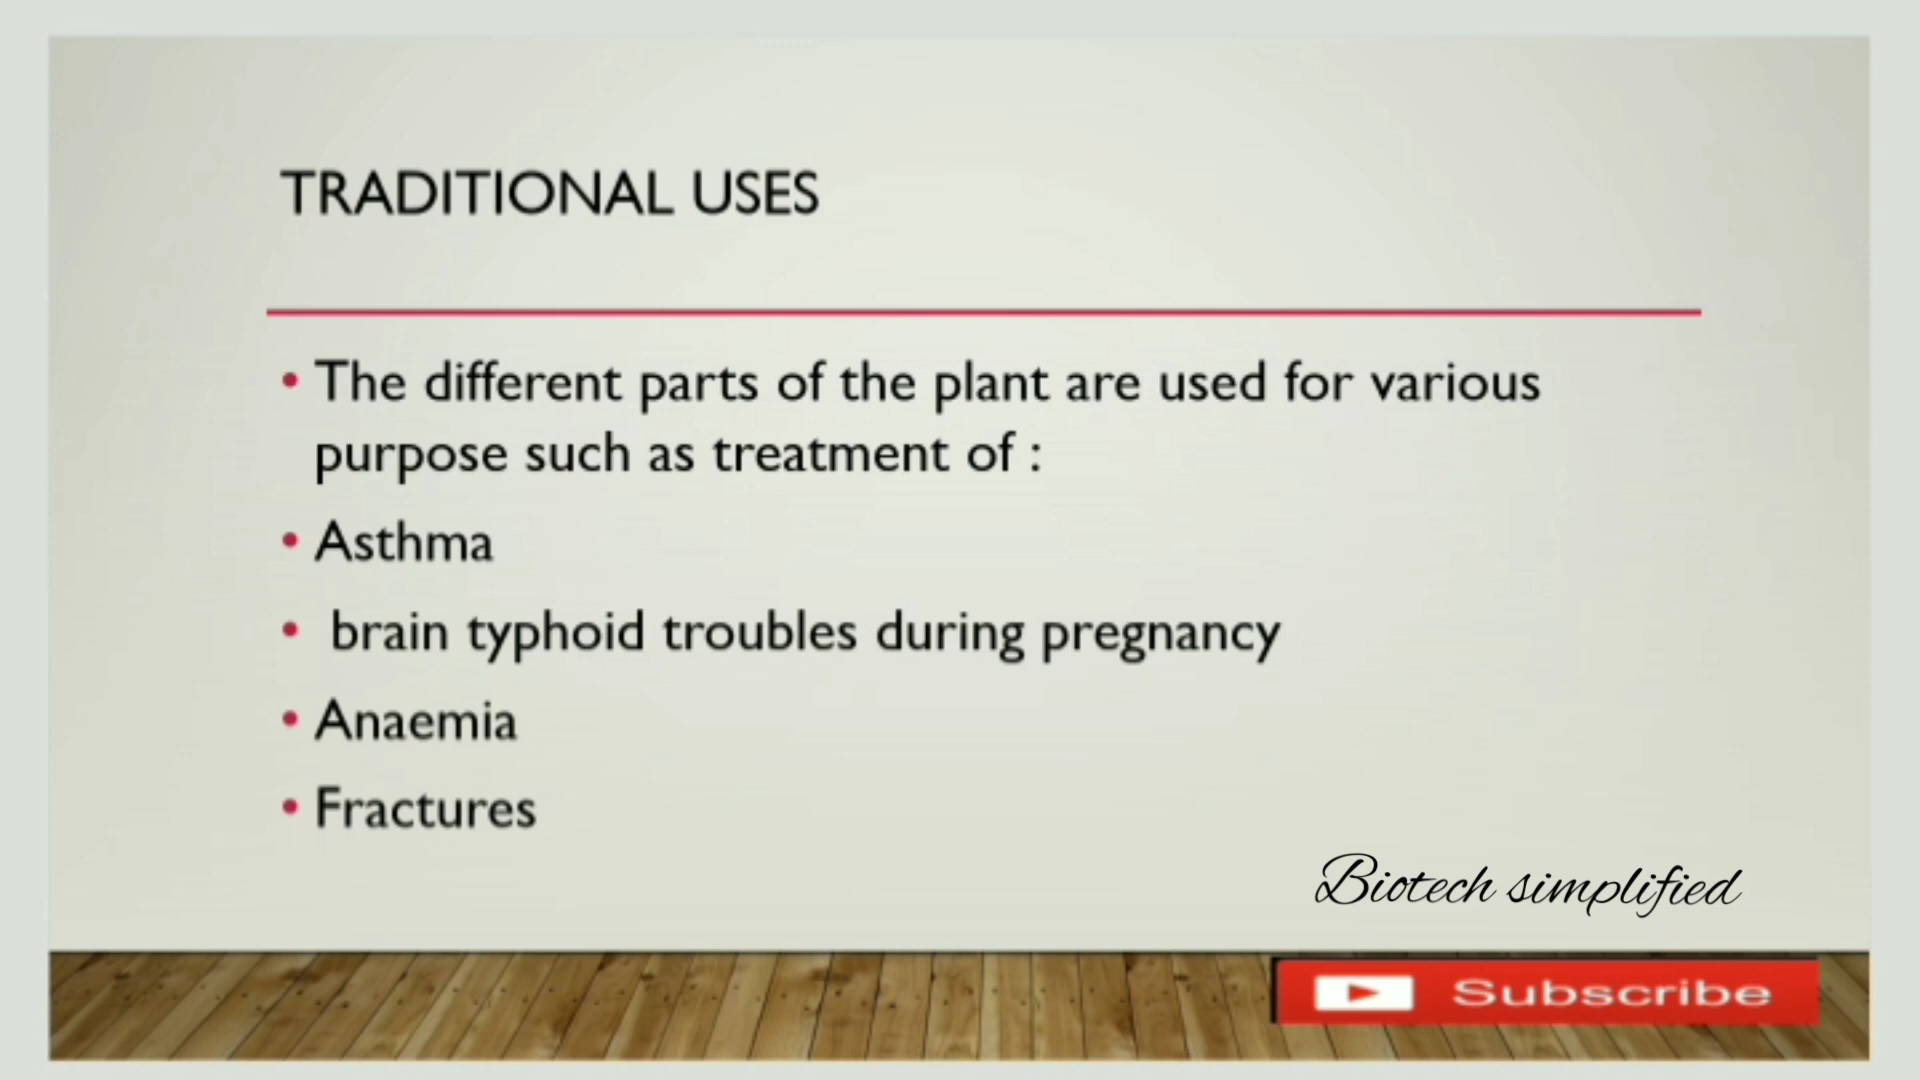 TRADITIONAL USES
• The different parts of the plant are used for various
purpose such as treatment of :
• Asthma
• brain typhoid troubles during pregnancy
• Anaemia
• Fractures
Biotech simplified
Subscribe